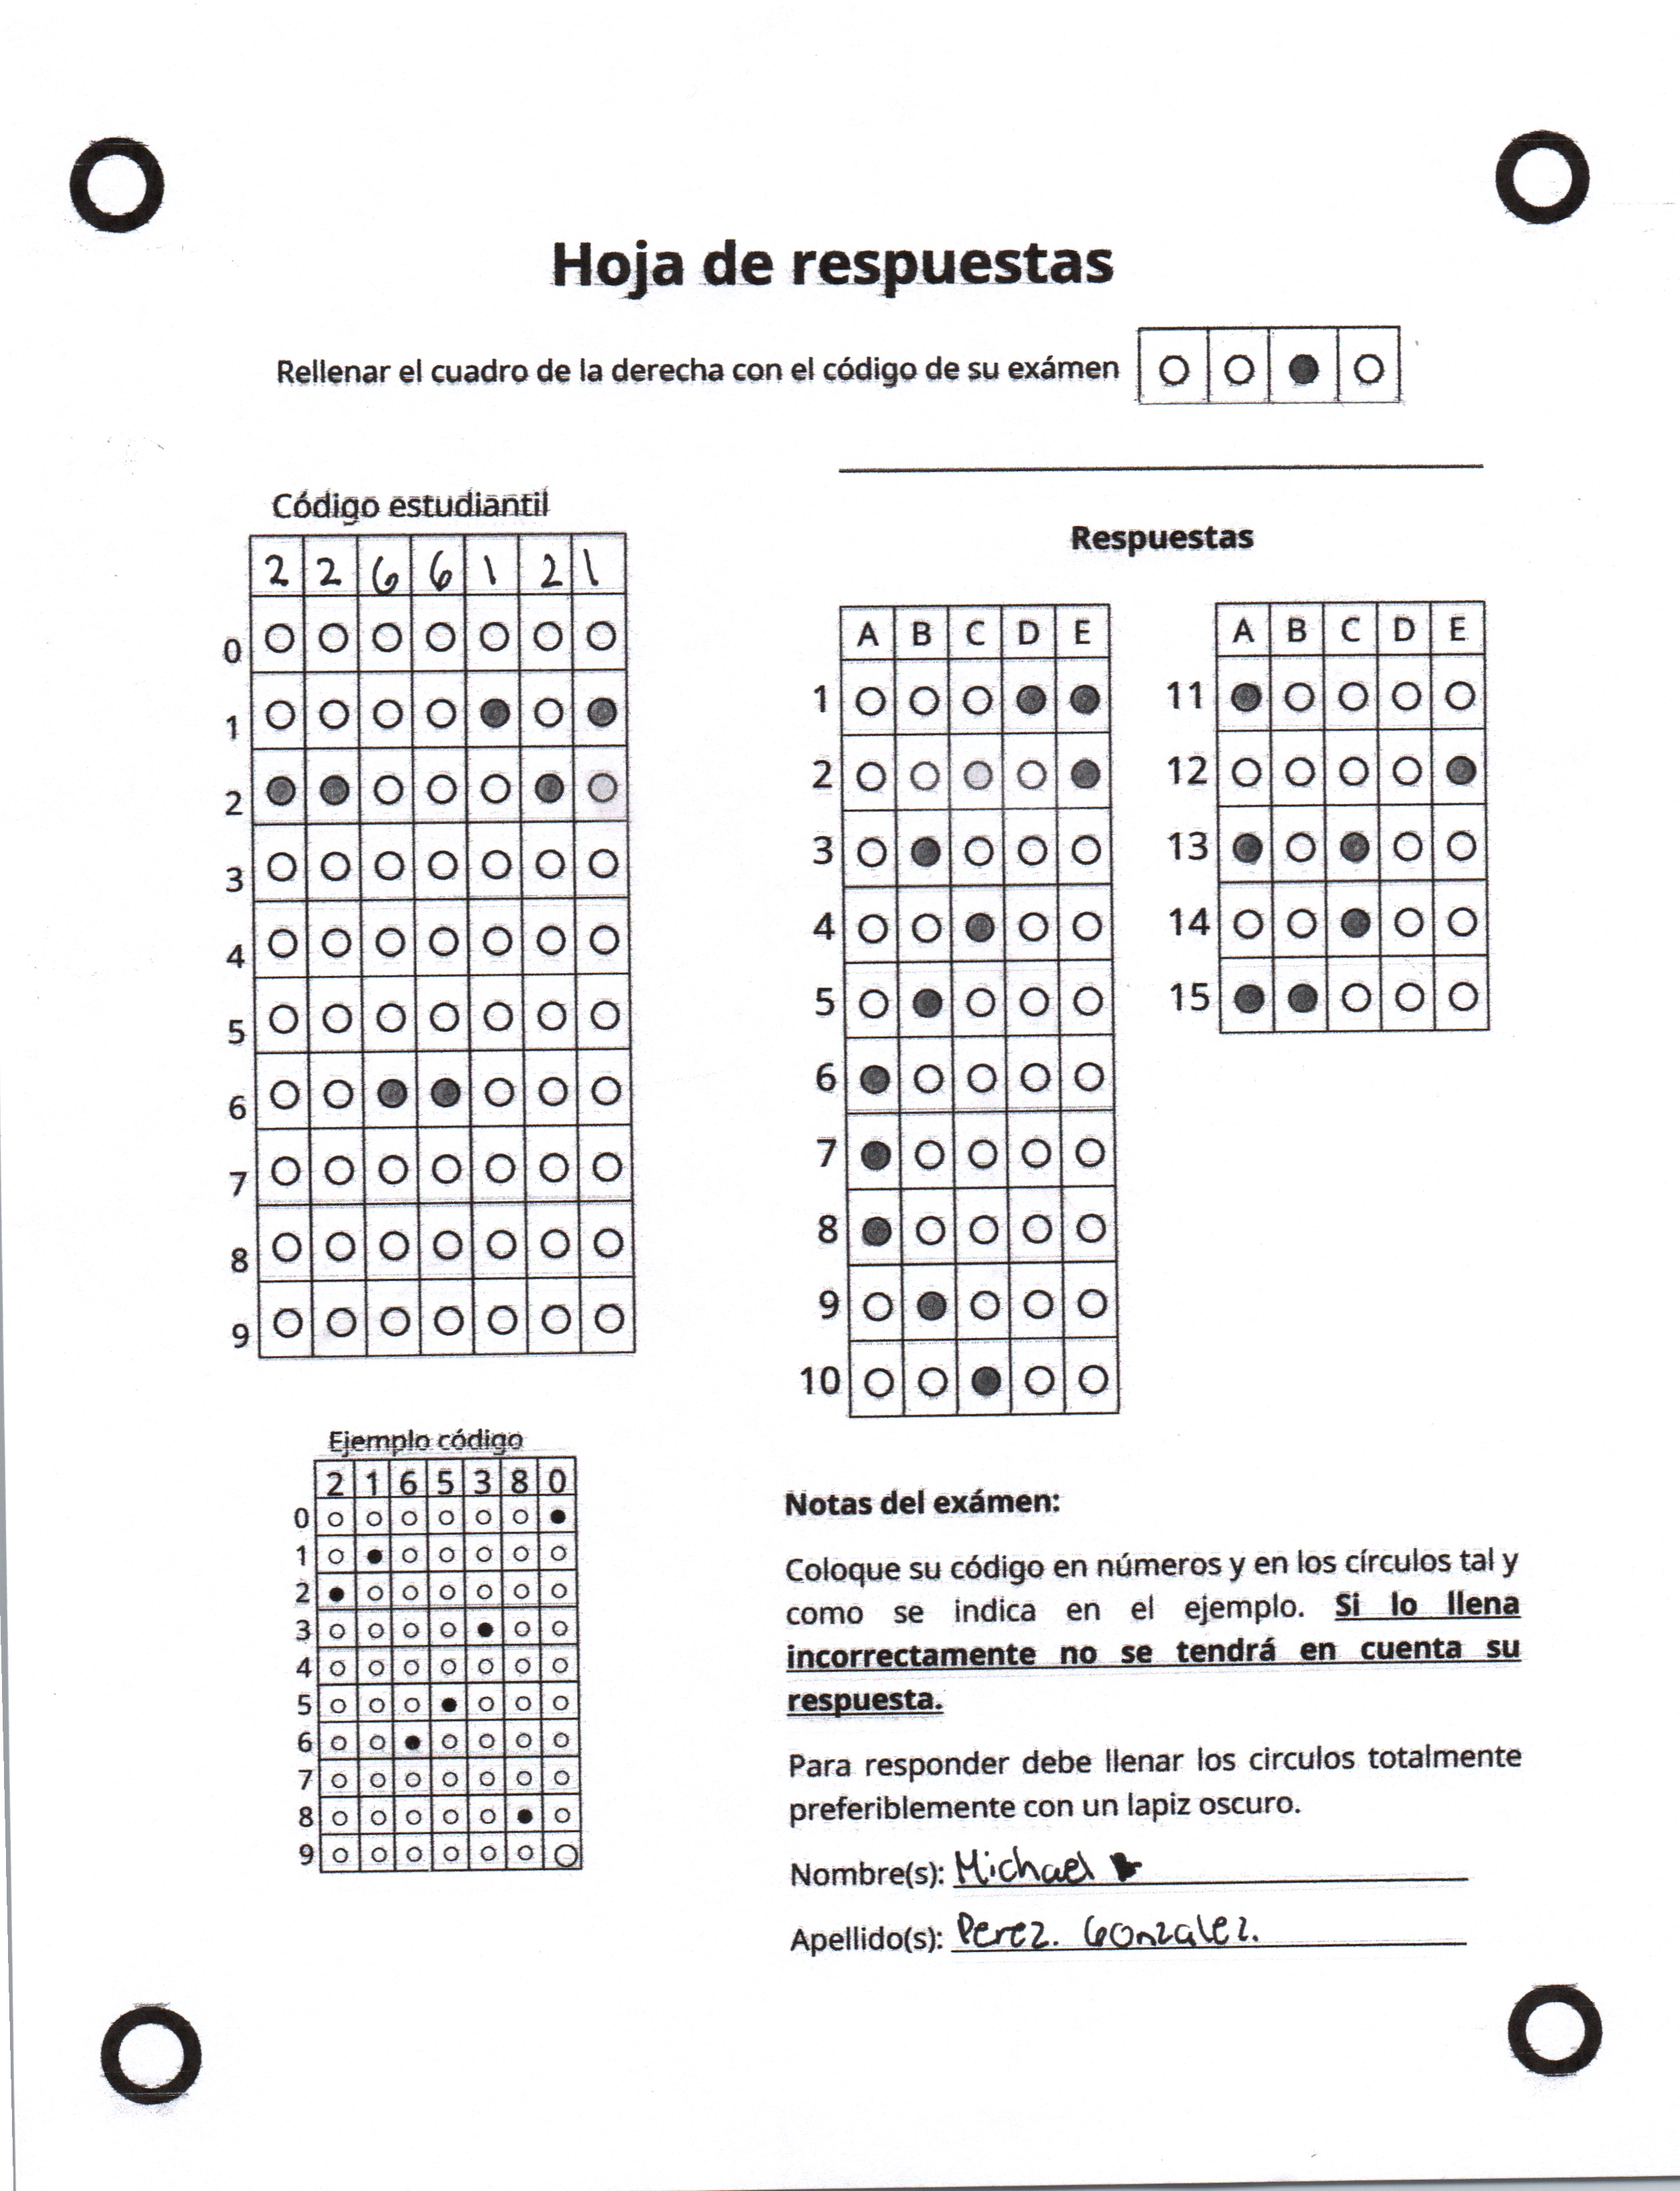 Hoja de respuestas
Rellenar el cuadro de la derecha con el código de su exámen
Código estudiantil
2 2 6 6 1 2 1
0
1
2
3
4
5
6
7
8
9
Respuestas
A B C D E
1
2
3
4
5
6
7
8
9
10
A B C D E
11
12
13
14
15
Ejemplo código
2 1 6 5 3 8 0
0
1
2
3
4
5
6
7
8
9
Notas del exámen:
Coloque su código en números y en los círculos tal y
como se indica en el ejemplo. Si lo llena
incorrectamente no se tendrá en cuenta su
respuesta.
Para responder debe llenar los circulos totalmente
preferiblemente con un lapiz oscuro.
Nombre(s): Michael
Apellido(s): Perez. Gonzalez.